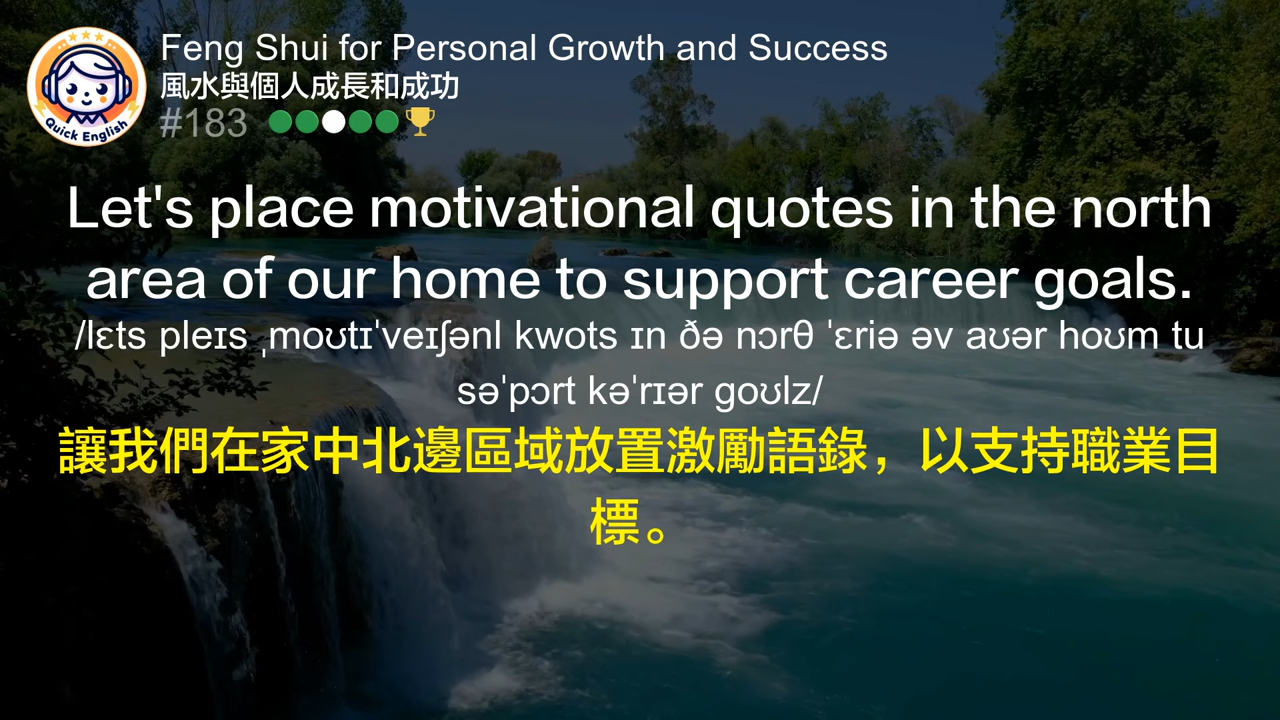 Quick English
Feng Shui for Personal Growth and Success
風水與個人成長和成功
#183
Let's place motivational quotes in the north
area of our home to support career goals.
/lɛts pleɪs ˌmoʊtɪˈveɪʃənl kwots ɪn ðə nɔrθ ˈɛriə əv aʊər hoʊm tu
səˈpɔrt kəˈrɪər goʊlz/
讓我們在家中北邊區域放置激勵語錄，以支持職業目
標。